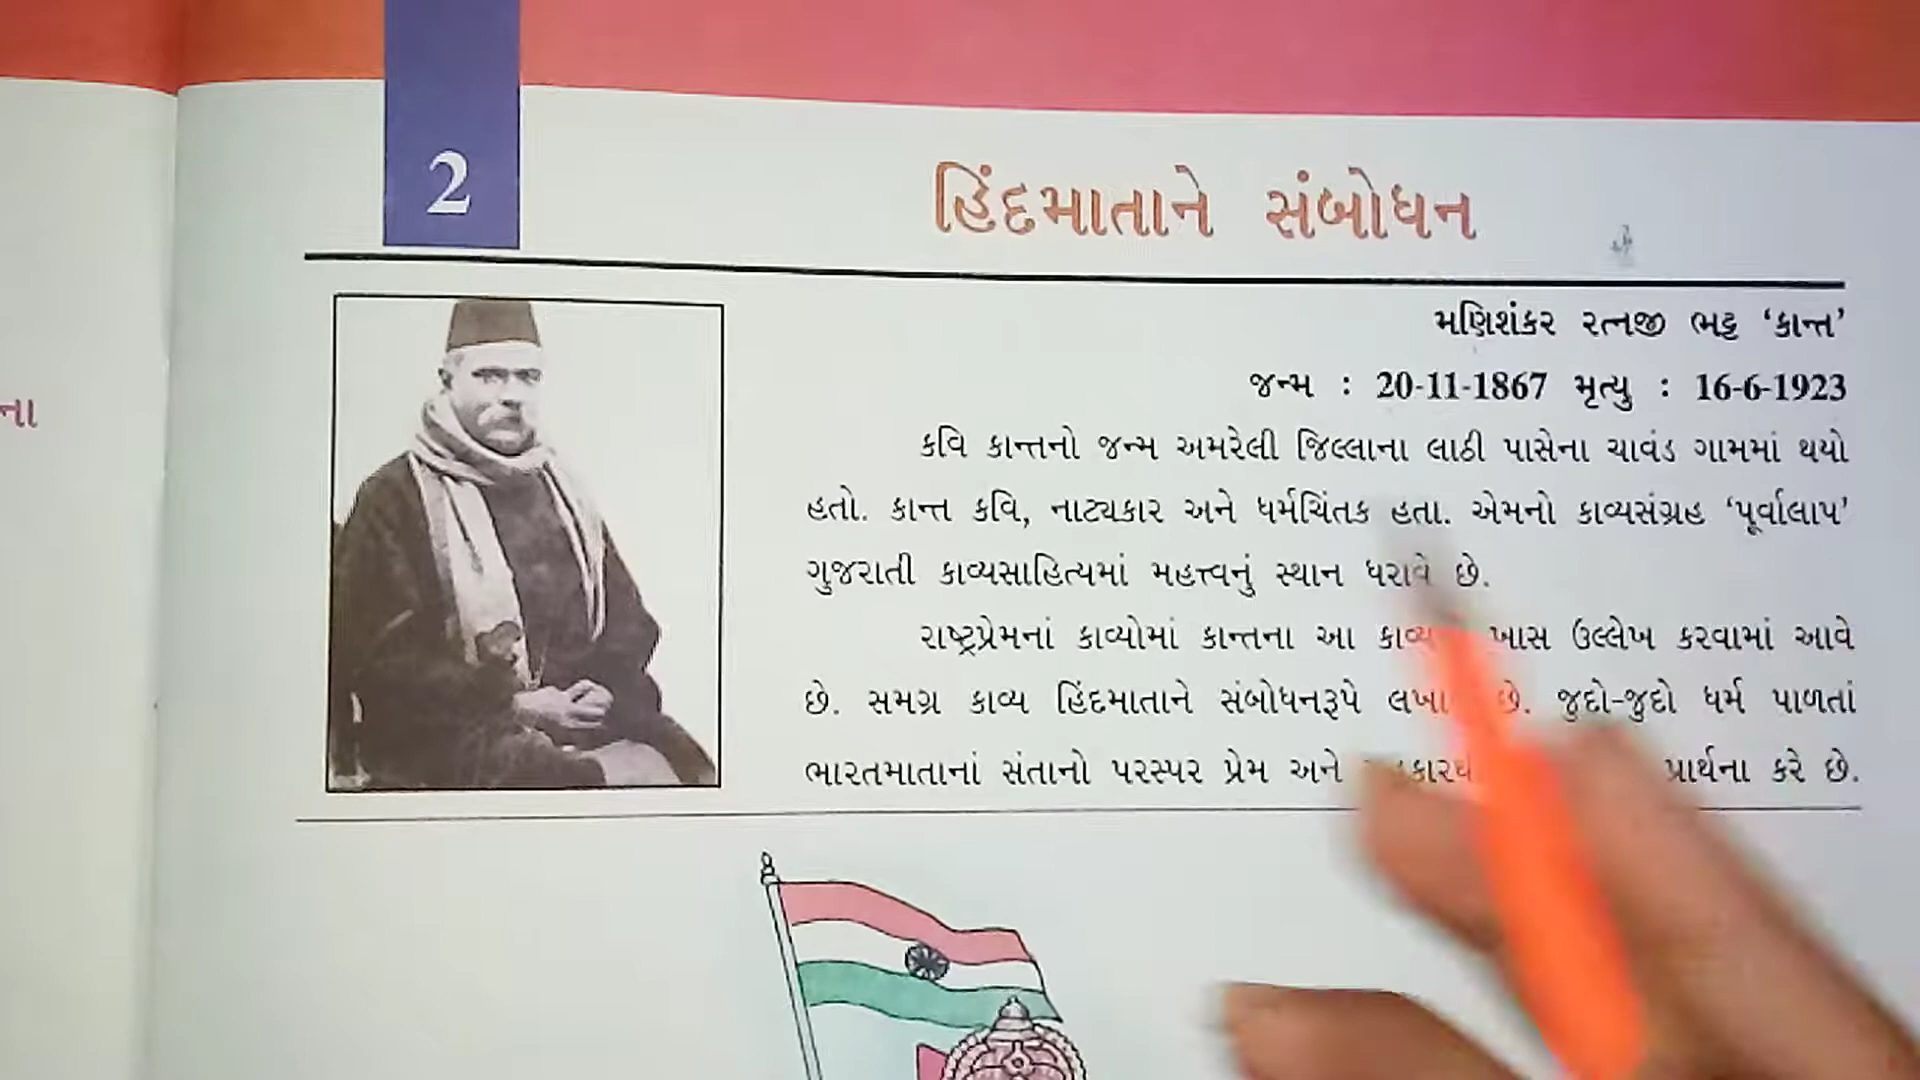 2
હિંદમાતાને સંબોધન
મણિશંકર રત્નજી ભટ્ટ ‘કાન્ત’
જન્મ : 20-11-1867 મૃત્યુ : 16-6-1923
કવિ કાન્તનો જન્મ અમરેલી જિલ્લાના લાઠી પાસેના ચાવંડ ગામમાં થયો
હતો. કાન્ત કવિ, નાટ્યકાર અને ધર્મચિંતક હતા. એમનો કાવ્યસંગ્રહ ‘પૂર્વાલાપ’
ગુજરાતી કાવ્યસાહિત્યમાં મહત્ત્વનું સ્થાન ધરાવે છે.
ના
રાષ્ટ્રપ્રેમનાં કાવ્યોમાં કાન્તના આ ખાસ ઉલ્લેખ કરવામાં આવે
છે. સમગ્ર કાવ્ય હિંદમાતાને સંબોધનરૂપે છે. જુદો-જુદો ધર્મ પાળતાં
ભારતમાતાનાં સંતાનો પરસ્પર પ્રેમ અને પ્રાર્થના કરે છે.